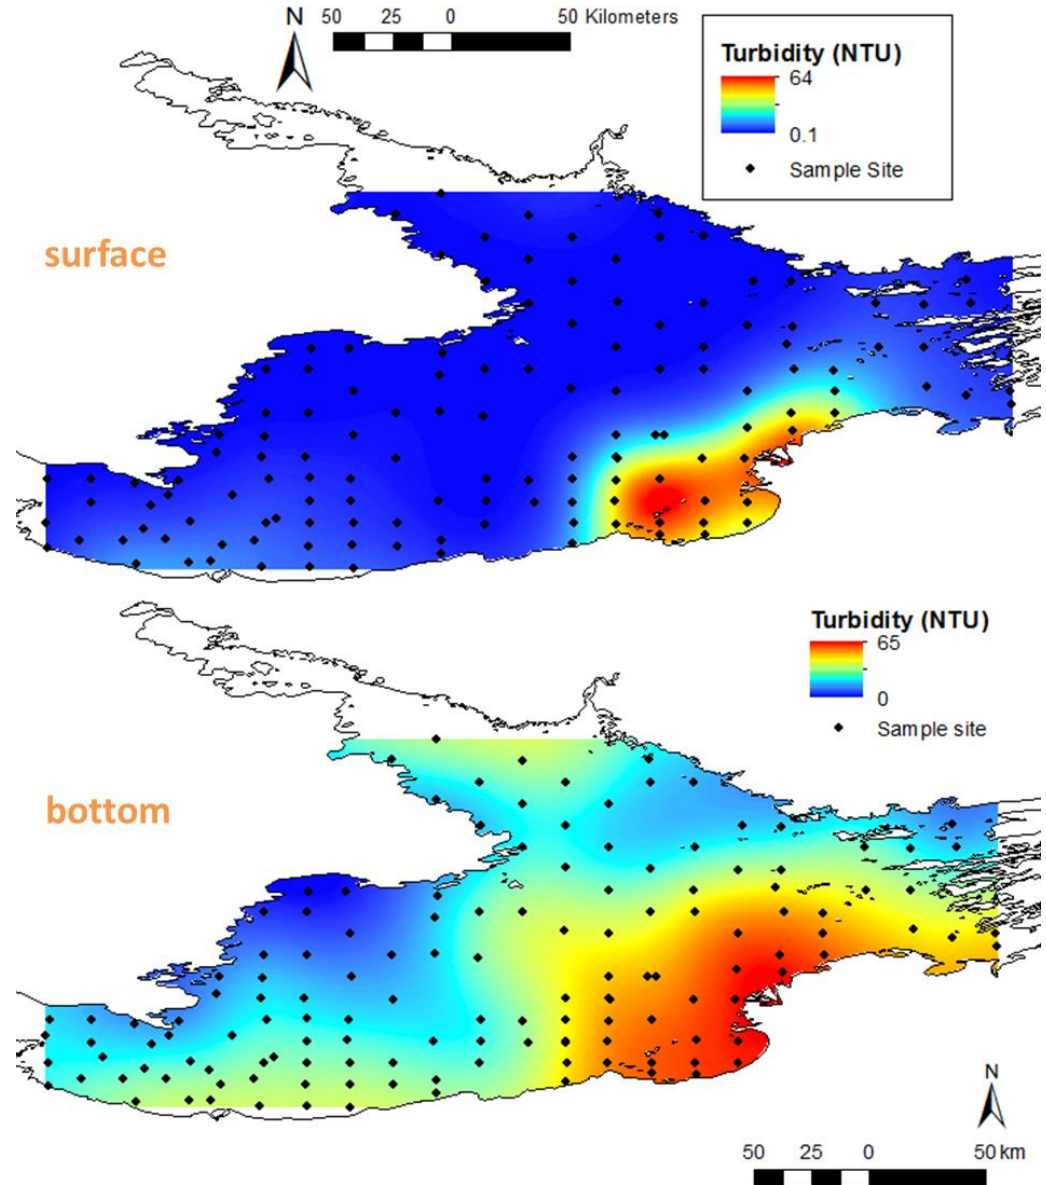 50 25 0 50 Kilometers
N
Turbidity (NTU)
64
0.1
Sample Site
surface
Turbidity (NTU)
65
0
Sample site
bottom
N
50 25 0 50 km